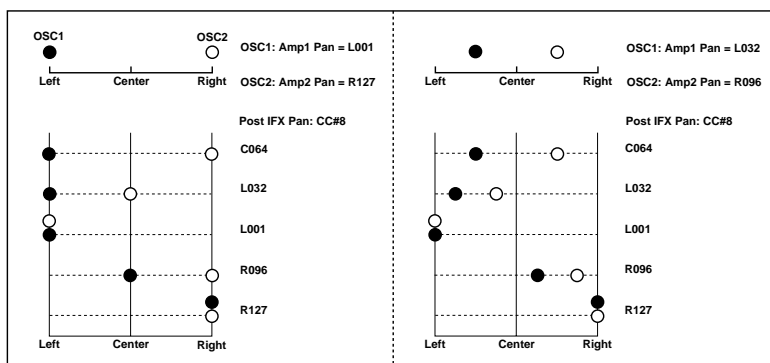 OSC1 OSC2
OSC1: Amp1 Pan = L001
Left Center Right
OSC2: Amp2 Pan = R127
Post IFX Pan: CC#8
C064
L032
L001
R096
R127
Left Center Right
OSC1: Amp1 Pan = L032
Left Center Right
OSC2: Amp2 Pan = R096
Post IFX Pan: CC#8
C064
L032
L001
R096
R127
Left Center Right